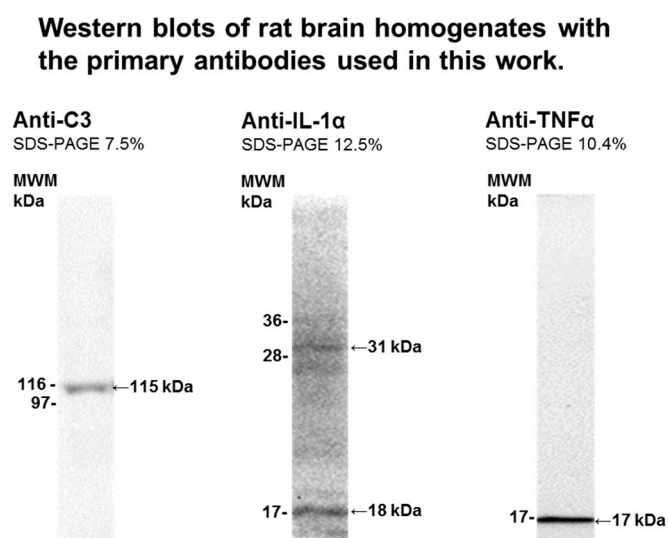 Western blots of rat brain homogenates with
the primary antibodies used in this work.
Anti-C3
SDS-PAGE 7.5%
MWM
kDa
116 -
←115 kDa
97-
Anti-IL-1α
SDS-PAGE 12.5%
MWM
kDa
36-
←31 kDa
28-
17-
←18 kDa
Anti-TNFα
SDS-PAGE 10.4%
MWM
kDa
17-
←17 kDa